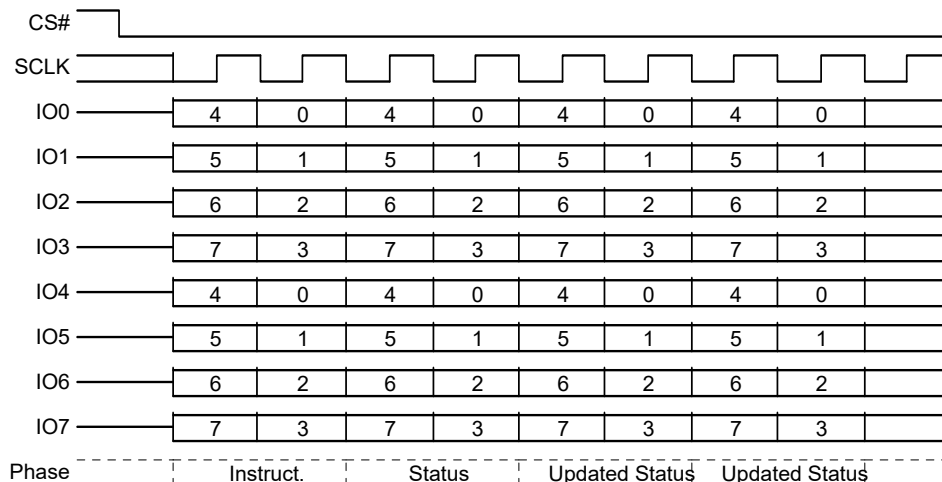 CS#
SCLK
IO0 4 0 4 0 4 0 4 0
IO1 5 1 5 1 5 1 5 1
IO2 6 2 6 2 6 2 6 2
IO3 7 3 7 3 7 3 7 3
IO4 4 0 4 0 4 0 4 0
IO5 5 1 5 1 5 1 5 1
IO6 6 2 6 2 6 2 6 2
IO7 7 3 7 3 7 3 7 3
Phase Instruct. Status Updated Status Updated Status